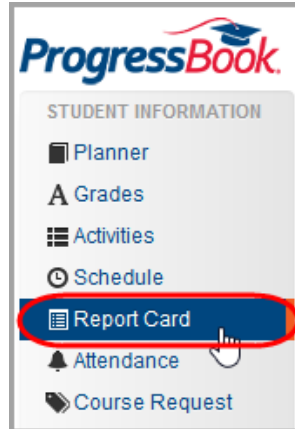 ProgressBook.
STUDENT INFORMATION
Planner
Grades
Activities
Schedule
Report Card
Attendance
Course Request